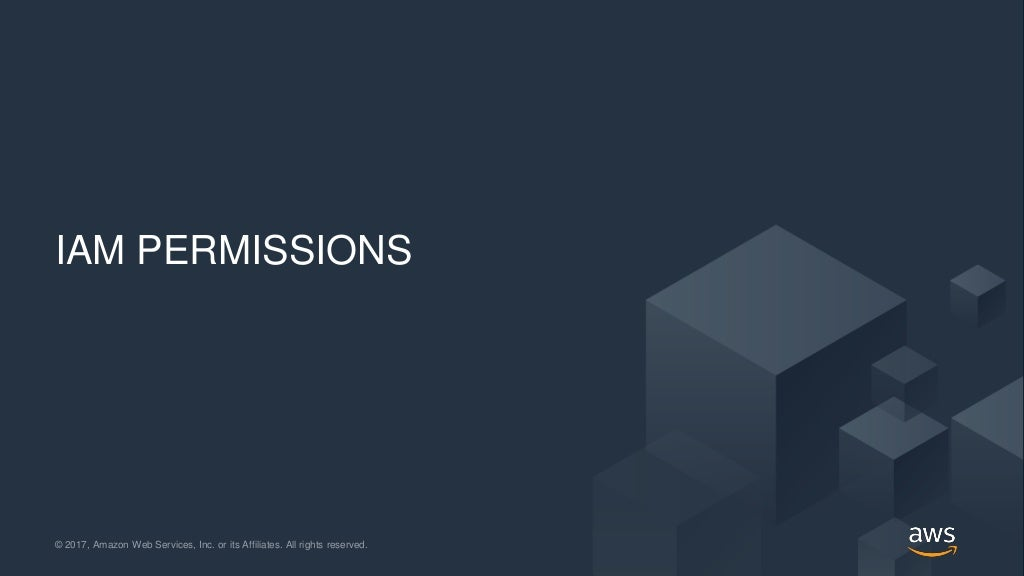 IAM PERMISSIONS
© 2017, Amazon Web Services, Inc. or its Affiliates. All rights reserved.
aws